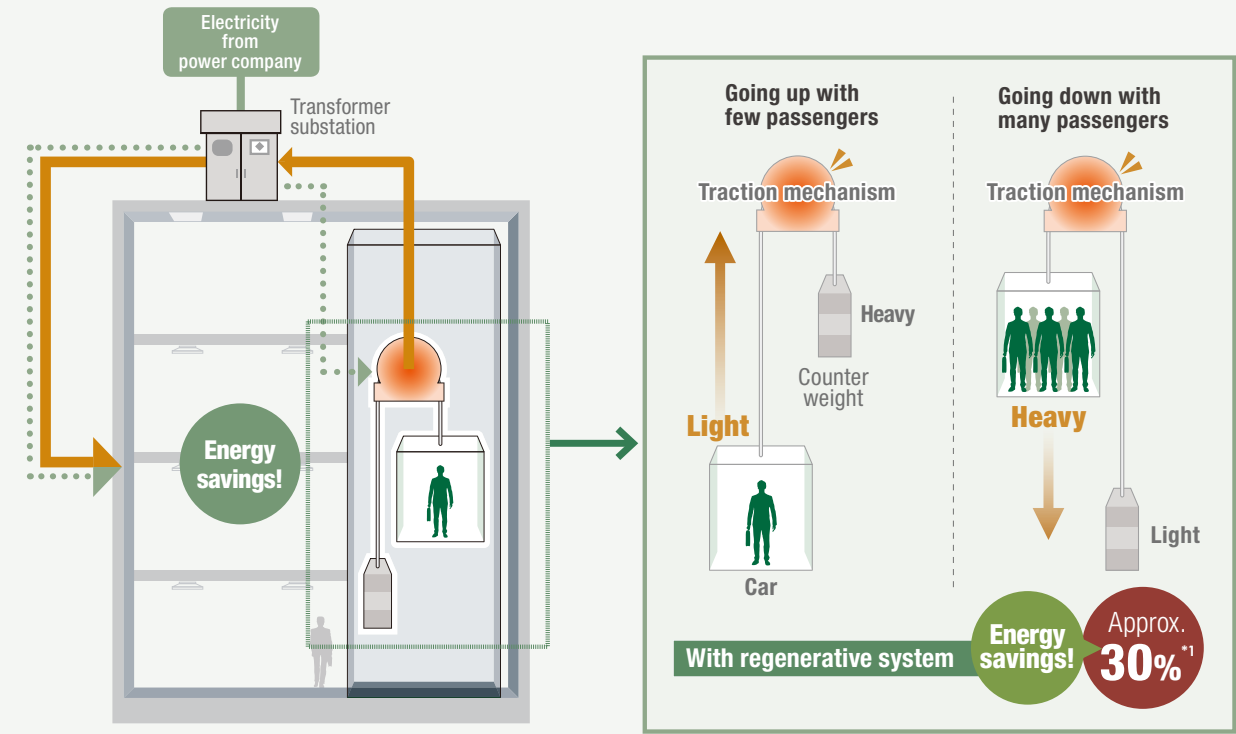 Electricity
from
power company
Transformer
substation
Energy
savings!
Going up with
few passengers
Traction mechanism
Heavy
Counter
weight
Light
Car
Going down with
many passengers
Traction mechanism
Heavy
Light
With regenerative system
Energy
savings!
Approx.
30%*1